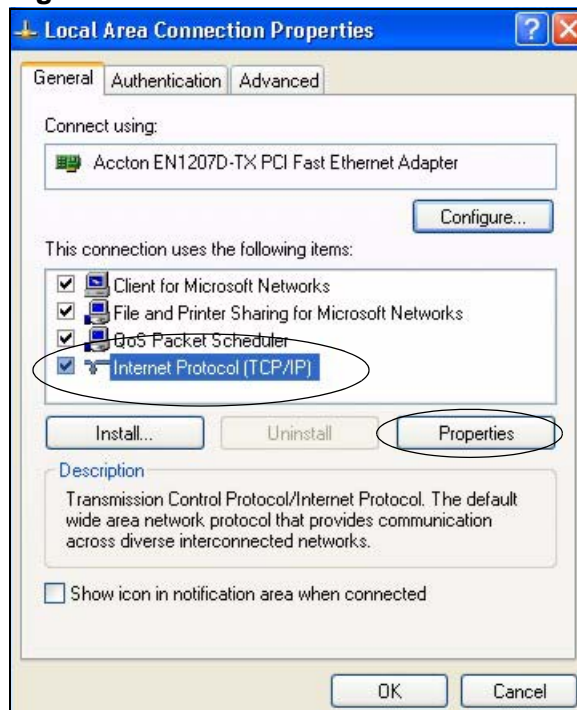 Local Area Connection Properties
General Authentication Advanced
Connect using:
Accton EN1207D-TX PCI Fast Ethernet Adapter
Configure...
This connection uses the following items:
Client for Microsoft Networks
File and Printer Sharing for Microsoft Networks
QoS Packet Scheduler
Internet Protocol (TCP/IP)
Install... Uninstall Properties
Description
Transmission Control Protocol/Internet Protocol. The default
wide area network protocol that provides communication
across diverse interconnected networks.
Show icon in notification area when connected
OK Cancel